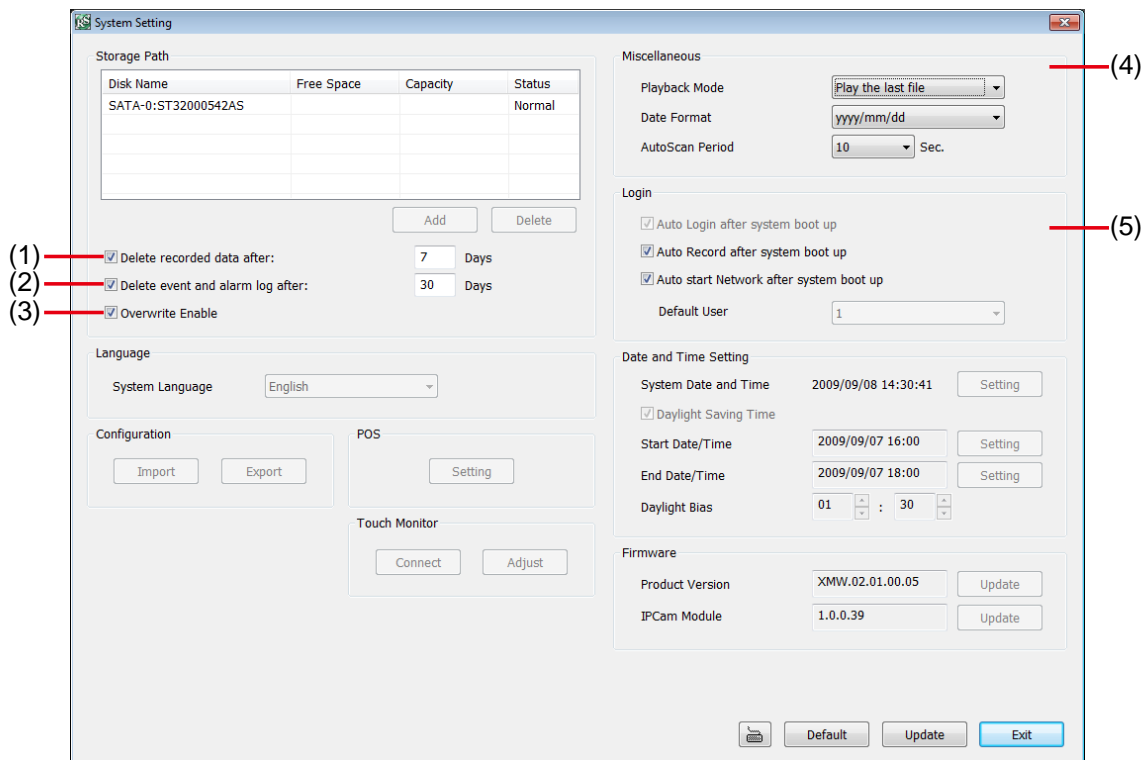 System Setting
Storage Path
Disk Name Free Space Capacity Status
SATA-0:ST32000542AS Normal
Add Delete
(1) Delete recorded data after: 7 Days
(2) Delete event and alarm log after: 30 Days
(3) Overwrite Enable
Language
System Language English
Configuration
Import Export
POS
Setting
Touch Monitor
Connect Adjust
Miscellaneous
(4)
Playback Mode Play the last file
Date Format yyyy/mm/dd
AutoScan Period 10 Sec.
Login
Auto Login after system boot up
(5)
Auto Record after system boot up
Auto start Network after system boot up
Default User 1
Date and Time Setting
System Date and Time 2009/09/08 14:30:41 Setting
Daylight Saving Time
Start Date/Time 2009/09/07 16:00 Setting
End Date/Time 2009/09/07 18:00 Setting
Daylight Bias 01 : 30
Firmware
Product Version XMW.02.01.00.05 Update
IPCam Module 1.0.0.39 Update
Default Update Exit